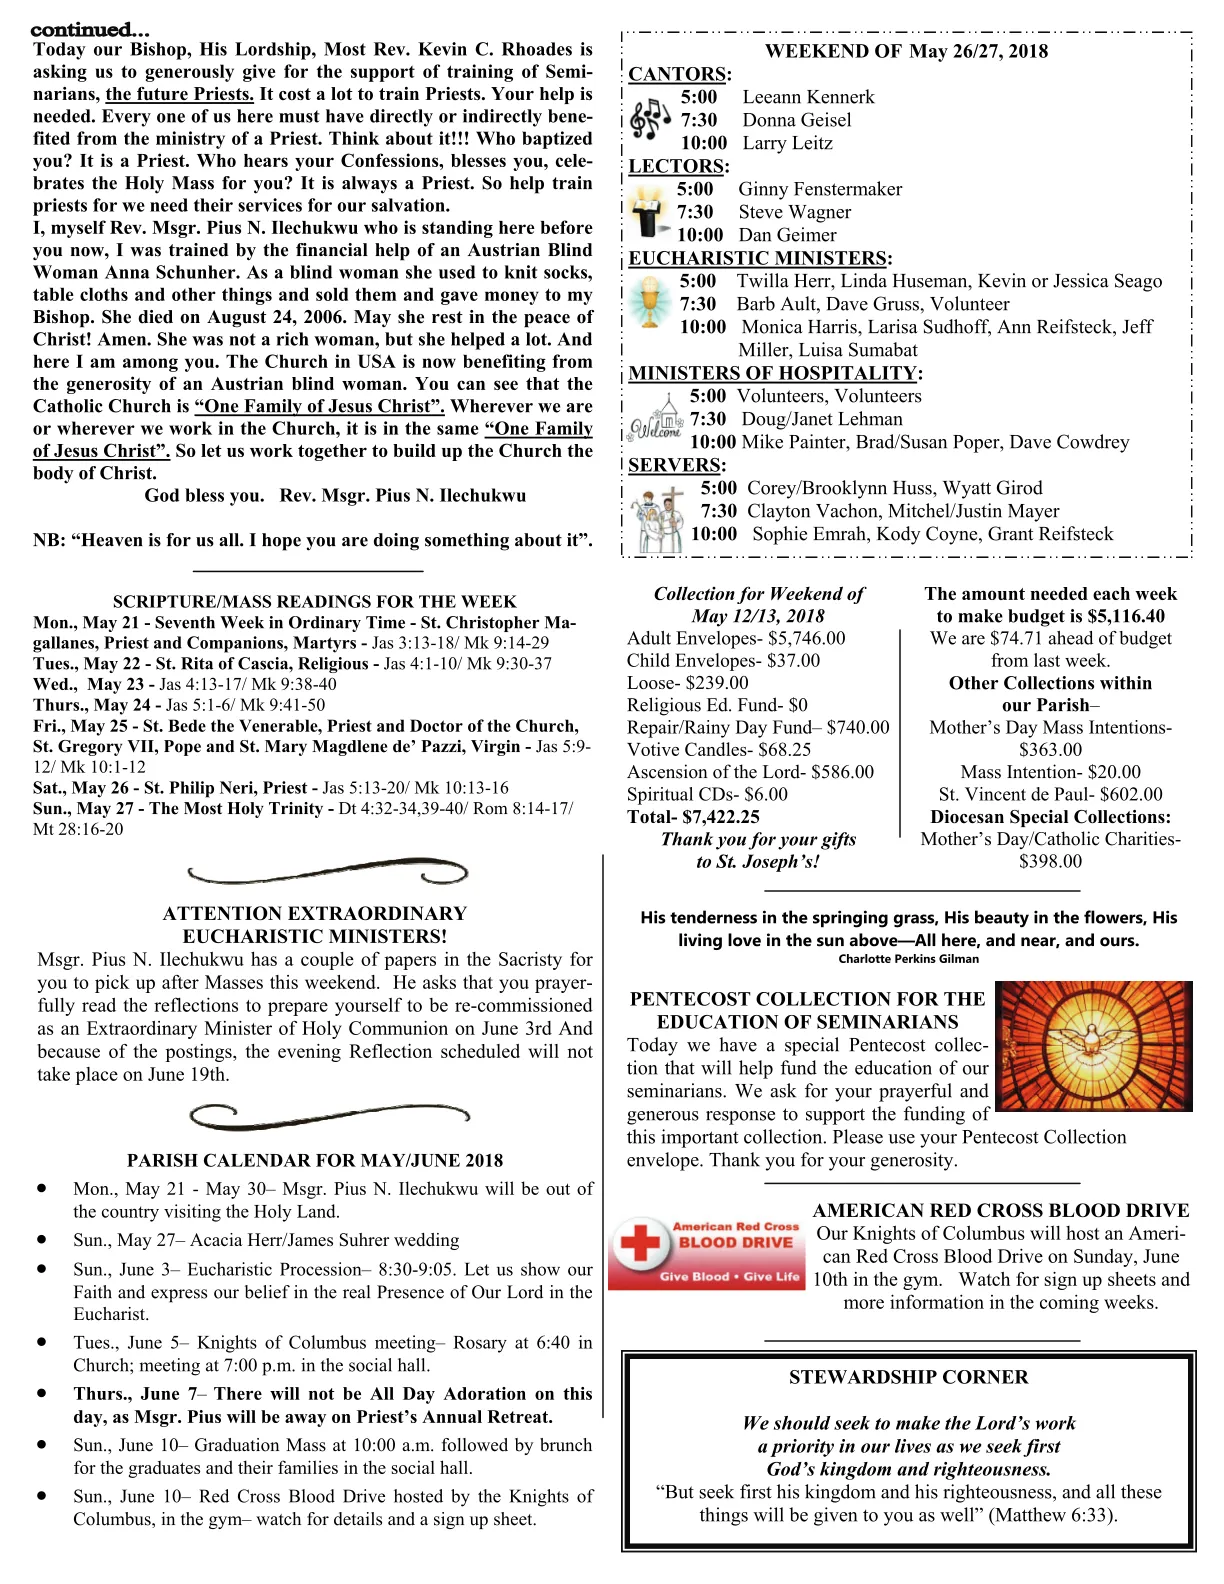 continued...
Today our Bishop, His Lordship, Most Rev. Kevin C. Rhoades is
asking us to generously give for the support of training of Semi-
narians, the future Priests. It cost a lot to train Priests. Your help is
needed. Every one of us here must have directly or indirectly bene-
fited from the ministry of a Priest. Think about it!!! Who baptized
you? It is a Priest. Who hears your Confessions, blesses you, cele-
brates the Holy Mass for you? It is always a Priest. So help train
priests for we need their services for our salvation.
I, myself Rev. Msgr. Pius N. Ilechukwu who is standing here before
you now, I was trained by the financial help of an Austrian Blind
Woman Anna Schunher. As a blind woman she used to knit socks,
table cloths and other things and sold them and gave money to my
Bishop. She died on August 24, 2006. May she rest in the peace of
Christ! Amen. She was not a rich woman, but she helped a lot. And
here I am among you. The Church in USA is now benefiting from
the generosity of an Austrian blind woman. You can see that the
Catholic Church is “One Family of Jesus Christ”. Wherever we are
or wherever we work in the Church, it is in the same “One Family
of Jesus Christ”. So let us work together to build up the Church the
body of Christ.
God bless you. Rev. Msgr. Pius N. Ilechukwu
NB: “Heaven is for us all. I hope you are doing something about it”.
SCRIPTURE/MASS READINGS FOR THE WEEK
Mon., May 21 - Seventh Week in Ordinary Time - St. Christopher Ma-
gallanes, Priest and Companions, Martyrs - Jas 3:13-18/ Mk 9:14-29
Tues., May 22 - St. Rita of Cascia, Religious - Jas 4:1-10/ Mk 9:30-37
Wed., May 23 - Jas 4:13-17/ Mk 9:38-40
Thurs., May 24 - Jas 5:1-6/ Mk 9:41-50
Fri., May 25 - St. Bede the Venerable, Priest and Doctor of the Church,
St. Gregory VII, Pope and St. Mary Magdlene de’ Pazzi, Virgin - Jas 5:9-
12/ Mk 10:1-12
Sat., May 26 - St. Philip Neri, Priest - Jas 5:13-20/ Mk 10:13-16
Sun., May 27 - The Most Holy Trinity - Dt 4:32-34,39-40/ Rom 8:14-17/
Mt 28:16-20
ATTENTION EXTRAORDINARY
EUCHARISTIC MINISTERS!
Msgr. Pius N. Ilechukwu has a couple of papers in the Sacristy for
you to pick up after Masses this weekend. He asks that you prayer-
fully read the reflections to prepare yourself to be re-commissioned
as an Extraordinary Minister of Holy Communion on June 3rd And
because of the postings, the evening Reflection scheduled will not
take place on June 19th.
PARISH CALENDAR FOR MAY/JUNE 2018
• Mon., May 21 - May 30– Msgr. Pius N. Ilechukwu will be out of
the country visiting the Holy Land.
• Sun., May 27– Acacia Herr/James Suhrer wedding
• Sun., June 3– Eucharistic Procession– 8:30-9:05. Let us show our
Faith and express our belief in the real Presence of Our Lord in the
Eucharist.
• Tues., June 5– Knights of Columbus meeting– Rosary at 6:40 in
Church; meeting at 7:00 p.m. in the social hall.
• Thurs., June 7– There will not be All Day Adoration on this
day, as Msgr. Pius will be away on Priest’s Annual Retreat.
• Sun., June 10– Graduation Mass at 10:00 a.m. followed by brunch
for the graduates and their families in the social hall.
• Sun., June 10– Red Cross Blood Drive hosted by the Knights of
Columbus, in the gym– watch for details and a sign up sheet.
WEEKEND OF May 26/27, 2018
CANTORS:
5:00 Leeann Kennerk
7:30 Donna Geisel
10:00 Larry Leitz
LECTORS:
5:00 Ginny Fenstermaker
7:30 Steve Wagner
10:00 Dan Geimer
EUCHARISTIC MINISTERS:
5:00 Twilla Herr, Linda Huseman, Kevin or Jessica Seago
7:30 Barb Ault, Dave Gruss, Volunteer
10:00 Monica Harris, Larisa Sudhoff, Ann Reifsteck, Jeff
Miller, Luisa Sumabat
MINISTERS OF HOSPITALITY:
5:00 Volunteers, Volunteers
Welcome 7:30 Doug/Janet Lehman
10:00 Mike Painter, Brad/Susan Poper, Dave Cowdrey
SERVERS:
5:00 Corey/Brooklynn Huss, Wyatt Girod
7:30 Clayton Vachon, Mitchel/Justin Mayer
10:00 Sophie Emrah, Kody Coyne, Grant Reifsteck
Collection for Weekend of
May 12/13, 2018
Adult Envelopes- $5,746.00
Child Envelopes- $37.00
Loose- $239.00
Religious Ed. Fund- $0
Repair/Rainy Day Fund– $740.00
Votive Candles- $68.25
Ascension of the Lord- $586.00
Spiritual CDs- $6.00
Total- $7,422.25
Thank you for your gifts
to St. Joseph’s!
The amount needed each week
to make budget is $5,116.40
We are $74.71 ahead of budget
from last week.
Other Collections within
our Parish–
Mother’s Day Mass Intentions-
$363.00
Mass Intention- $20.00
St. Vincent de Paul- $602.00
Diocesan Special Collections:
Mother’s Day/Catholic Charities-
$398.00
His tenderness in the springing grass, His beauty in the flowers, His
living love in the sun above—All here, and near, and ours.
Charlotte Perkins Gilman
PENTECOST COLLECTION FOR THE
EDUCATION OF SEMINARIANS
Today we have a special Pentecost collec-
tion that will help fund the education of our
seminarians. We ask for your prayerful and
generous response to support the funding of
this important collection. Please use your Pentecost Collection
envelope. Thank you for your generosity.
American Red Cross
BLOOD DRIVE
Give Blood • Give Life
AMERICAN RED CROSS BLOOD DRIVE
Our Knights of Columbus will host an Ameri-
can Red Cross Blood Drive on Sunday, June
10th in the gym. Watch for sign up sheets and
more information in the coming weeks.
STEWARDSHIP CORNER
We should seek to make the Lord’s work
a priority in our lives as we seek first
God’s kingdom and righteousness.
“But seek first his kingdom and his righteousness, and all these
things will be given to you as well” (Matthew 6:33).